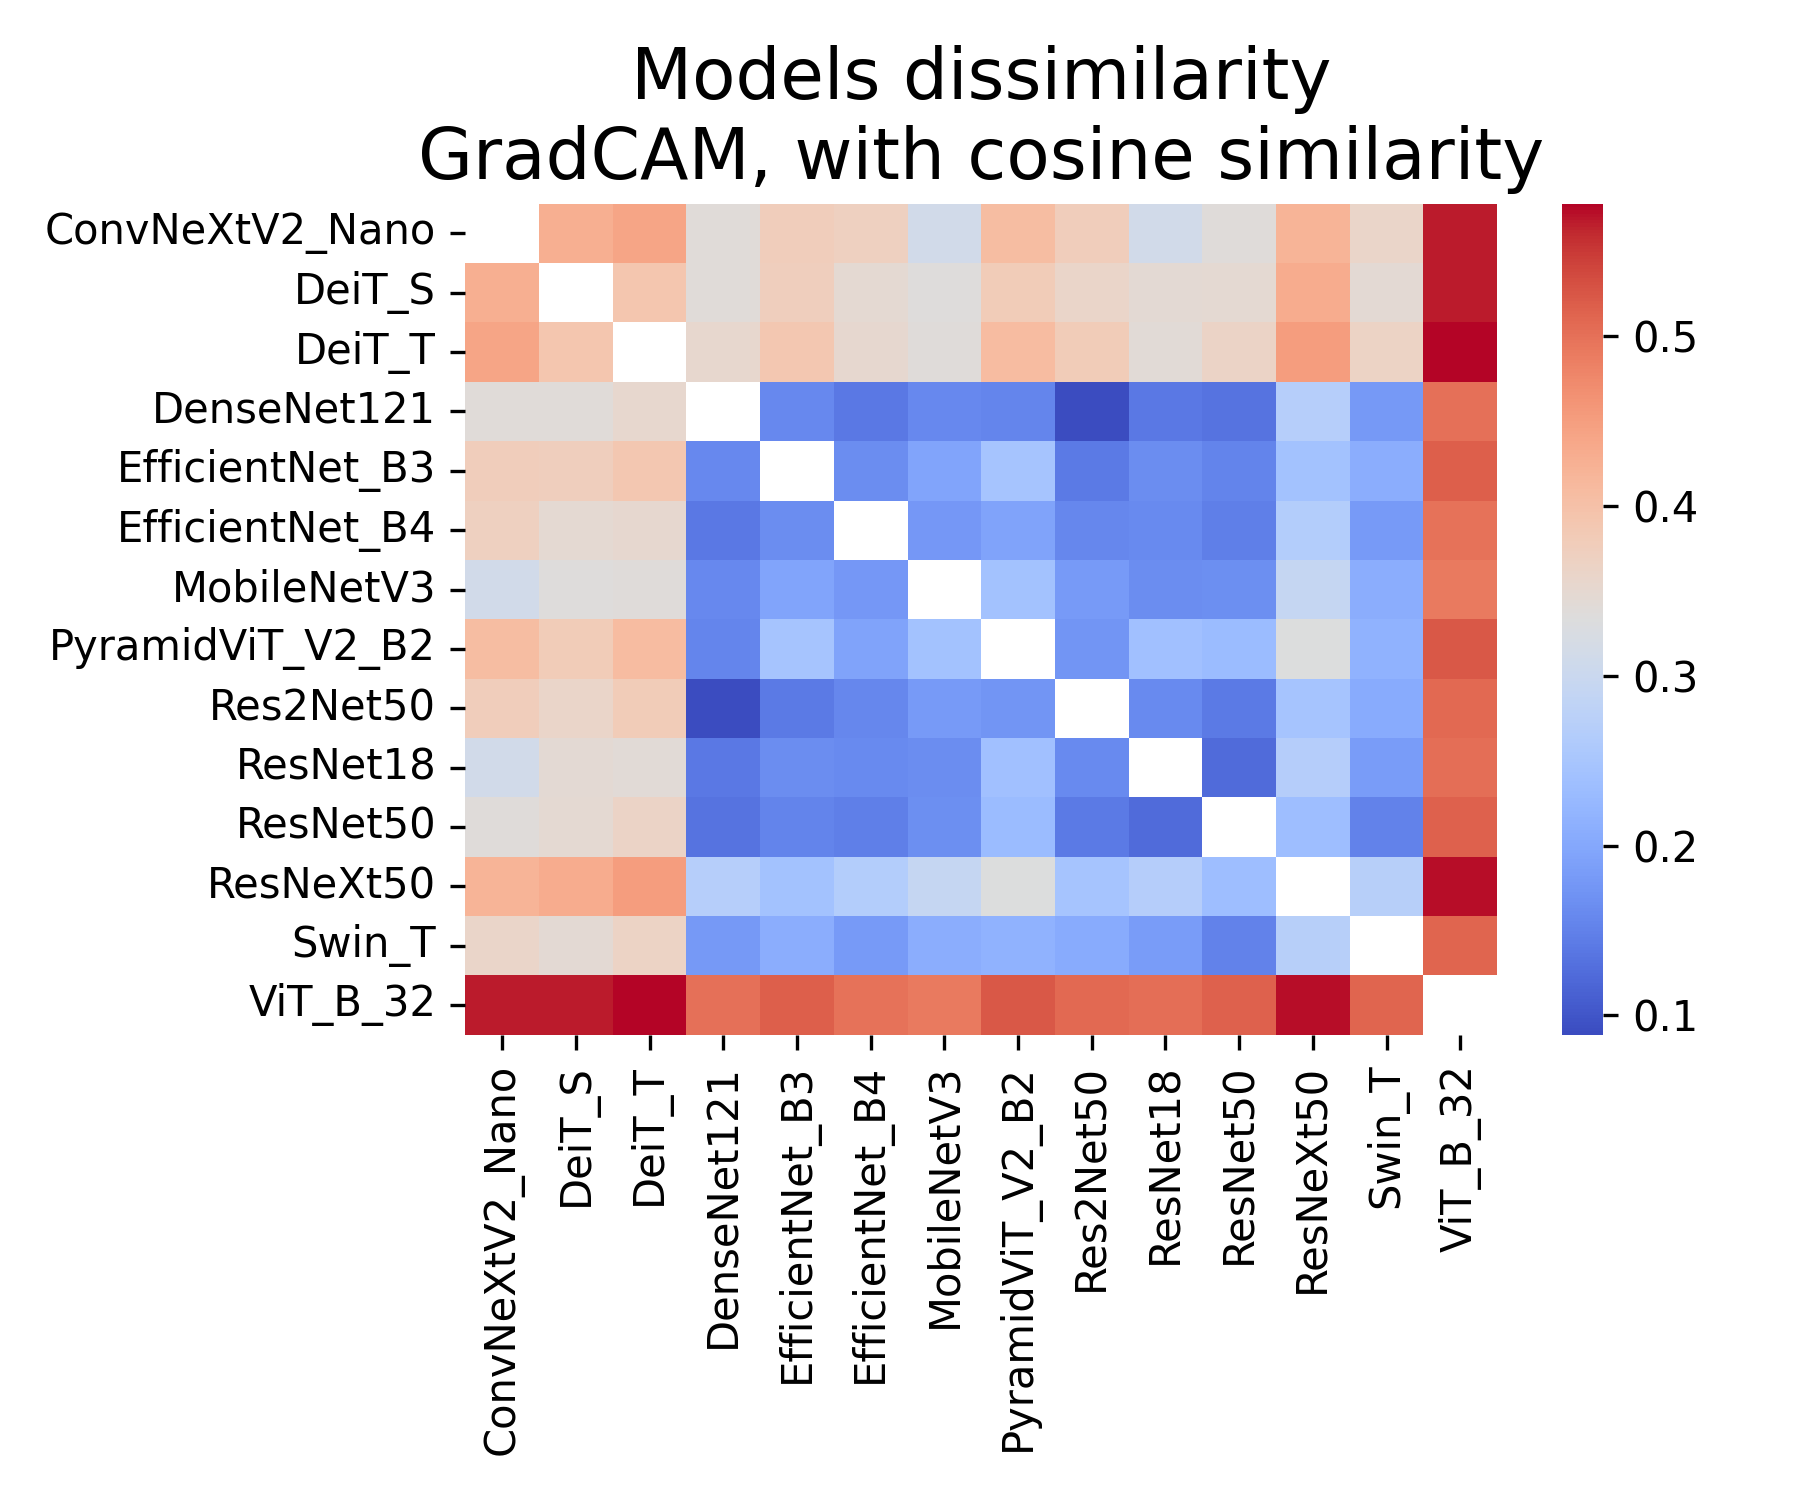 Models dissimilarity
GradCAM, with cosine similarity
ConvNeXtV2_Nano
DeiT_S
DeiT_T
DenseNet121
EfficientNet_B3
EfficientNet_B4
MobileNetV3
PyramidViT_V2_B2
Res2Net50
ResNet18
ResNet50
ResNeXt50
Swin_T
ViT_B_32
0.5
0.4
0.3
0.2
0.1
ConvNeXtV2_Nano
DeiT_S
DeiT_T
DenseNet121
EfficientNet_B3
EfficientNet_B4
MobileNetV3
PyramidViT_V2_B2
Res2Net50
ResNet18
ResNet50
ResNeXt50
Swin_T
ViT_B_32